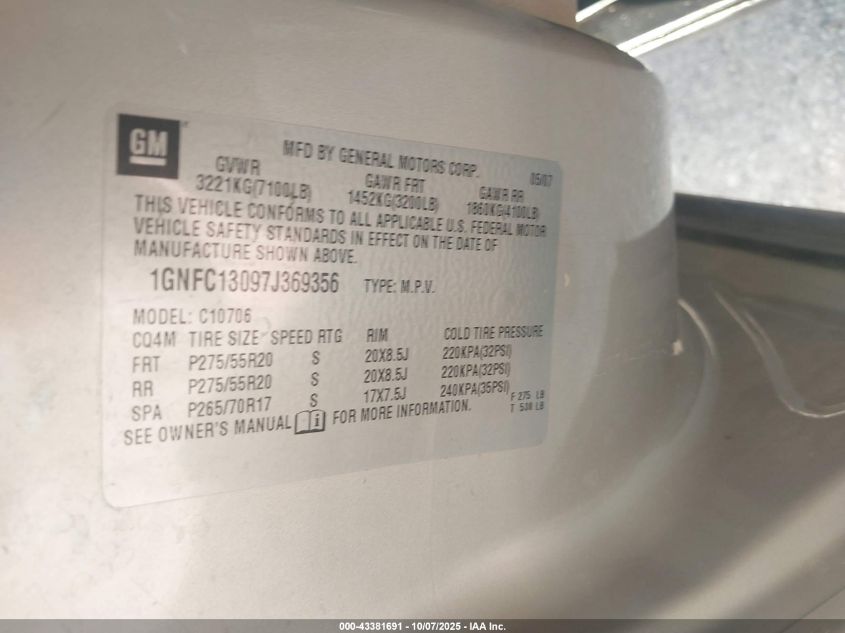 GM
MFD BY GENERAL MOTORS CORP. 05/07
GVWR GAWR FRT GAWR RR
3221KG(7100LB) 1452KG(3200LB) 1860KG(4100LB)
THIS VEHICLE CONFORMS TO ALL APPLICABLE U.S. FEDERAL MOTOR
VEHICLE SAFETY STANDARDS IN EFFECT ON THE DATE OF
MANUFACTURE SHOWN ABOVE.
1GNFC13097J369356 TYPE: M.P.V.
MODEL: C10706
CQ4M TIRE SIZE SPEED RTG RIM COLD TIRE PRESSURE
FRT P275/55R20 S 20X8.5J 220KPA(32PSI)
RR P275/55R20 S 20X8.5J 220KPA(32PSI)
SPA P265/70R17 S 17X7.5J 240KPA(35PSI)
F 275 LB
T 538 LB
SEE OWNER'S MANUAL i FOR MORE INFORMATION.
000-43381691 - 10/07/2025 - IAA Inc.